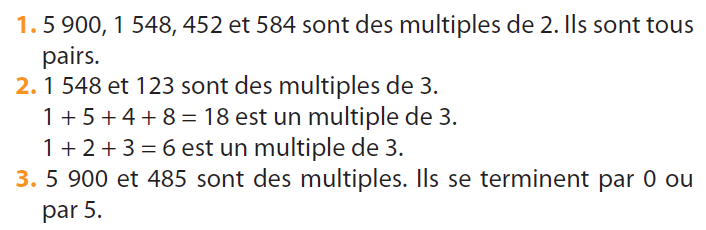 1. 5 900, 1 548, 452 et 584 sont des multiples de 2. Ils sont tous
pairs.
2. 1 548 et 123 sont des multiples de 3.
1 + 5 + 4 + 8 = 18 est un multiple de 3.
1 + 2 + 3 = 6 est un multiple de 3.
3. 5 900 et 485 sont des multiples. Ils se terminent par 0 ou
par 5.